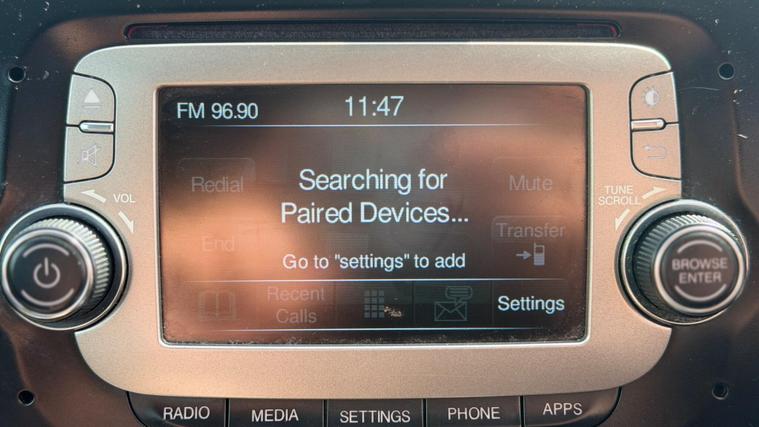 FM 96.90
11:47
VOL
TUNE
SCROLL
Redial
Searching for
Paired Devices...
Mute
End
Transfer
Go to "settings" to add
BROWSE
ENTER
Recent
Calls
Settings
RADIO
MEDIA
SETTINGS
PHONE
APPS